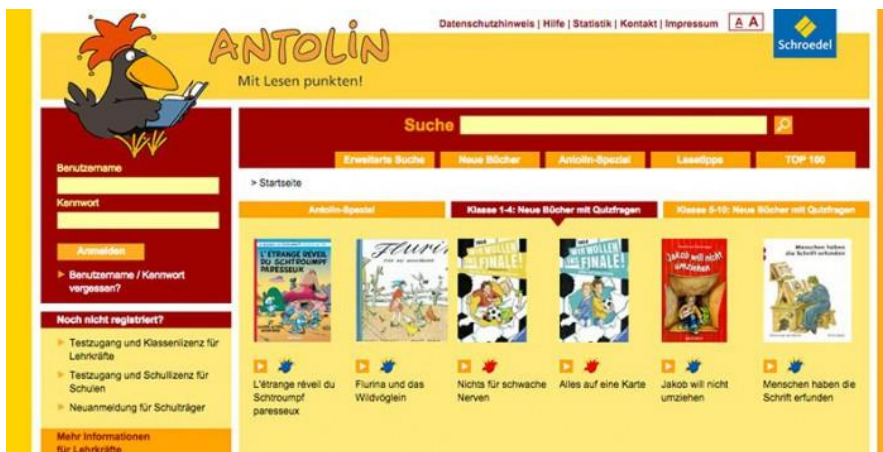 Datenschutzhinweis | Hilfe | Statistik | Kontakt | Impressum A A
Schroedel
ANTOLIN
Mit Lesen punkten!
Suche
Erweiterte Suche Neue Bücher Antolin-Spezial Lesetipps TOP 100
Benutzername
Kennwort
Anmelden
Benutzername / Kennwort
vergessen?
Noch nicht registriert?
Testzugang und Klassenlizenz für
Lehrkräfte
Testzugang und Schullizenz für
Schulen
Neuanmeldung für Schulträger
Mehr Informationen
für Lehrkräfte
> Startseite
Antolin-Spezial Klasse 1-4: Neue Bücher mit Quizfragen Klasse 5-10: Neue Bücher mit Quizfragen
L'ÉTRANGE RÉVEIL
DU SCHTROUMPF
PARESSEUX
Flurina
WIR WOLLEN
INS FINALE!
WIR WOLLEN
INS FINALE!
Jakob will nicht
umziehen
Menschen haben
die Schrift erfunden
L'étrange réveil du
Schtroumpf
paresseux
Flurina und das
Wildvöglein
Nichts für schwache
Nerven
Alles auf eine Karte
Jakob will nicht
umziehen
Menschen haben die
Schrift erfunden